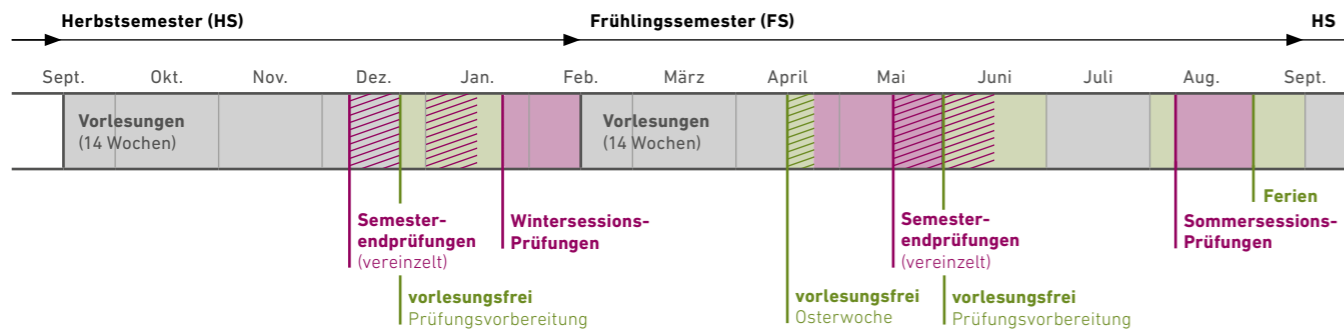 Herbstsemester (HS)
Frühlingssemester (FS)
HS
Sept.
Okt.
Nov.
Dez.
Jan.
Feb.
März
April
Mai
Juni
Juli
Aug.
Sept.
Vorlesungen
(14 Wochen)
Vorlesungen
(14 Wochen)
Semester-
endprüfungen
(vereinzelt)
Wintersessions-
Prüfungen
Semester-
endprüfungen
(vereinzelt)
Ferien
Sommersessions-
Prüfungen
vorlesungsfrei
Prüfungsvorbereitung
vorlesungsfrei
Osterwoche
vorlesungsfrei
Prüfungsvorbereitung